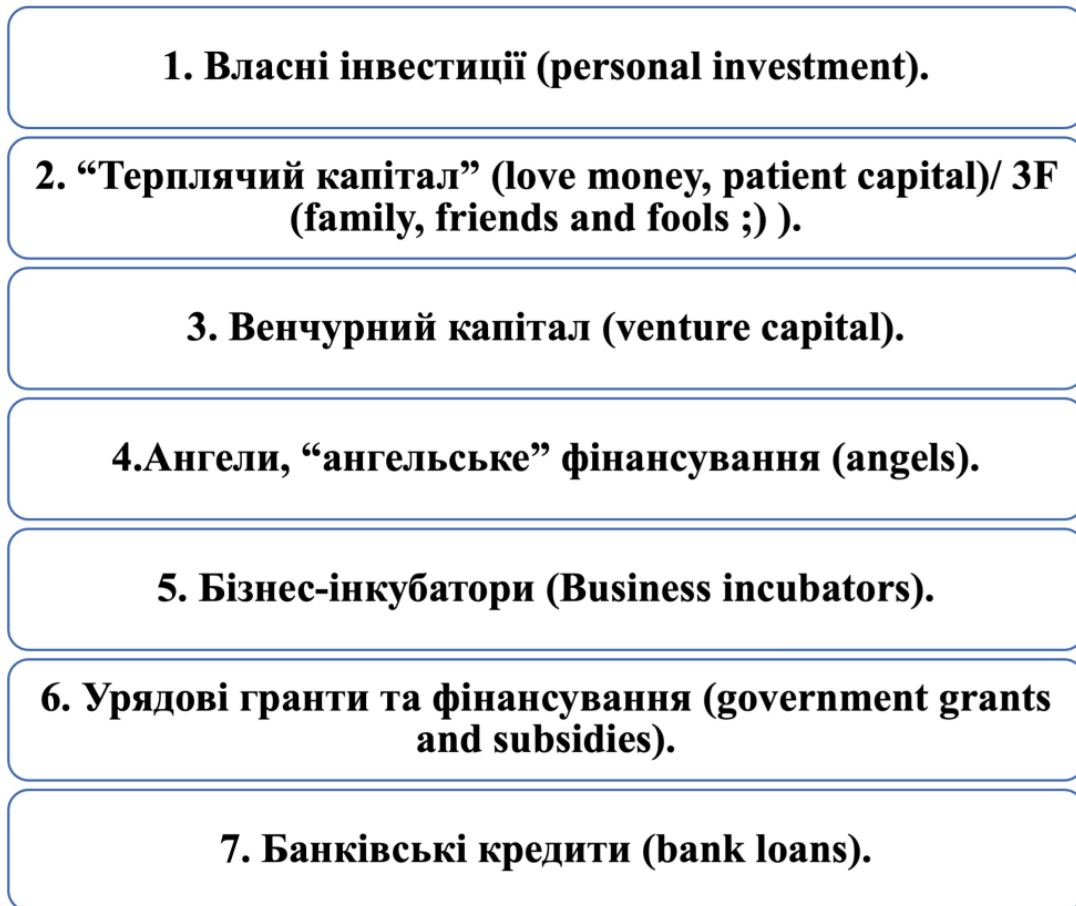 1. Власні інвестиції (personal investment).
2. “Терплячий капітал” (love money, patient capital)/ 3F
(family, friends and fools ;) ).
3. Венчурний капітал (venture capital).
4.Ангели, “ангельське” фінансування (angels).
5. Бізнес-інкубатори (Business incubators).
6. Урядові гранти та фінансування (government grants
and subsidies).
7. Банківські кредити (bank loans).